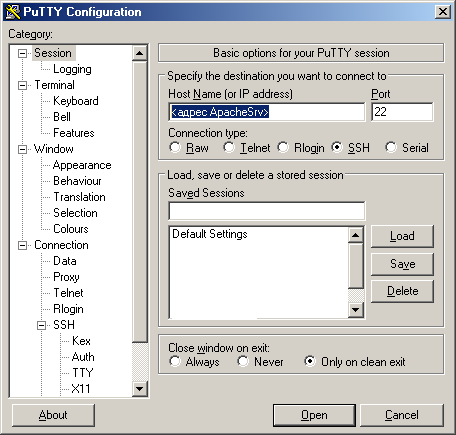 PuTTY Configuration
Category:
Session
Logging
Terminal
Keyboard
Bell
Features
Window
Appearance
Behaviour
Translation
Selection
Colours
Connection
Data
Proxy
Telnet
Rlogin
SSH
Kex
Auth
TTY
X11
Basic options for your PuTTY session
Specify the destination you want to connect to
Host Name (or IP address) Port
<адрес ApacheSrv> 22
Connection type:
Raw Telnet Rlogin SSH Serial
Load, save or delete a stored session
Saved Sessions
Default Settings
Load
Save
Delete
Close window on exit:
Always Never Only on clean exit
About Open Cancel